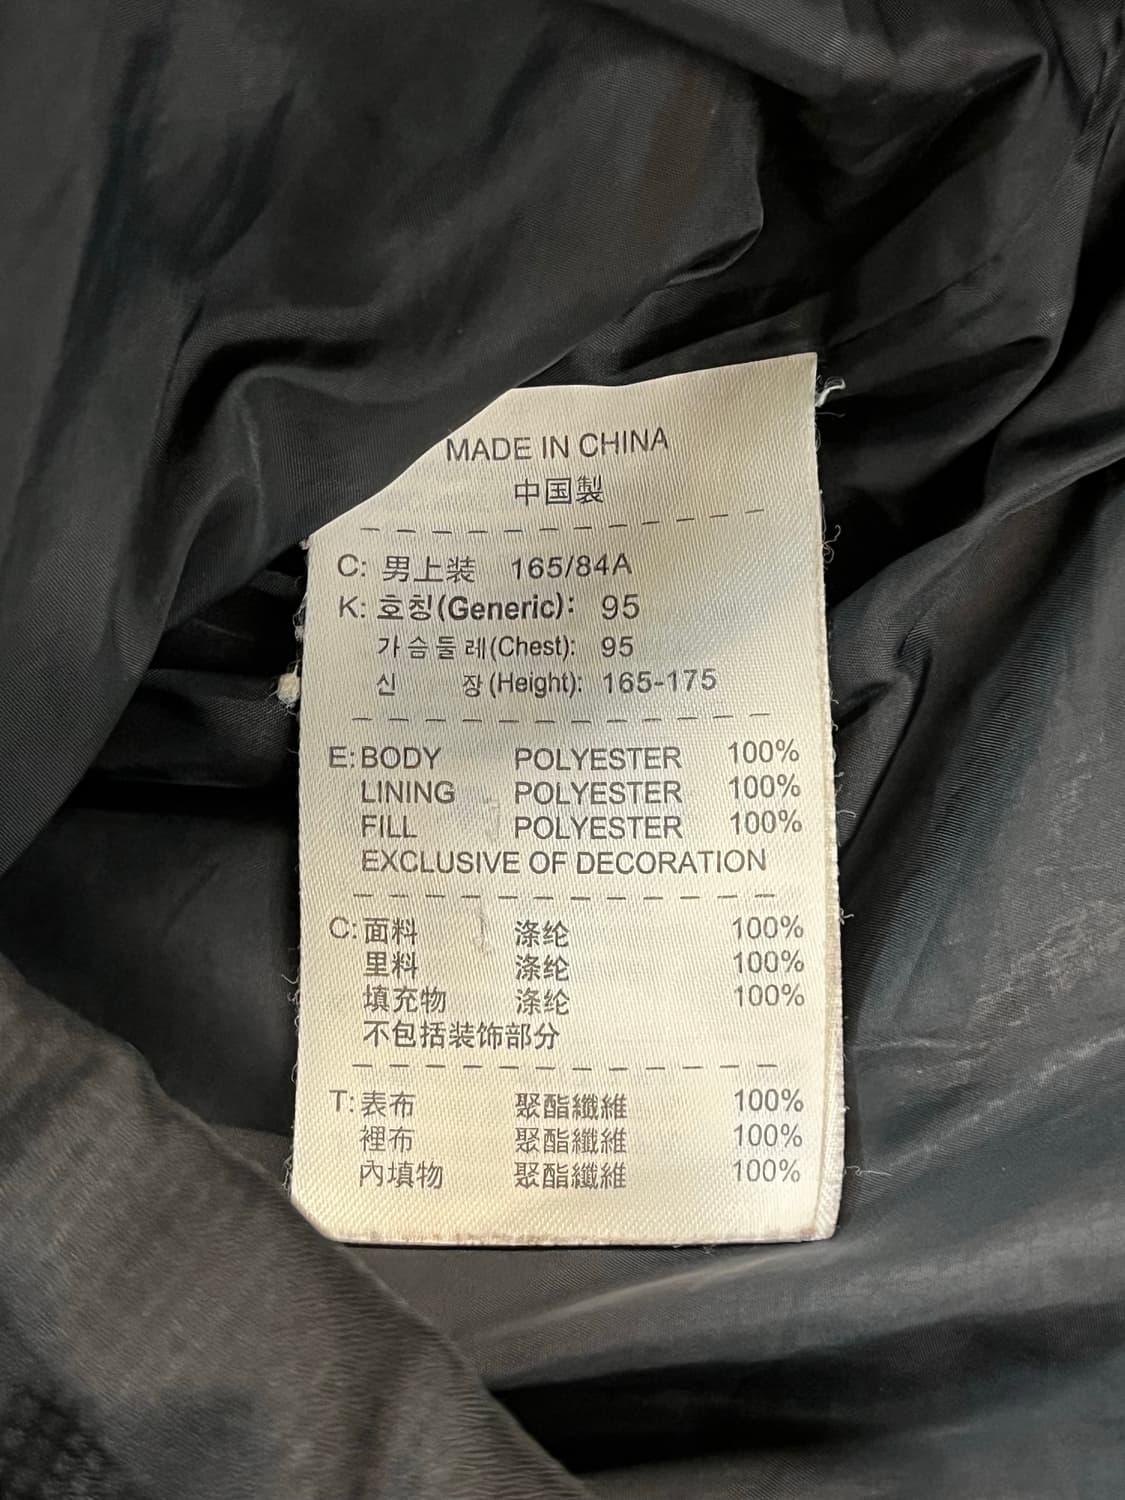 MADE IN CHINA
中国製
C: 男上装 165/84A
K: 호칭(Generic): 95
가슴둘레(Chest): 95
신 장(Height): 165-175
E: BODY POLYESTER 100%
LINING POLYESTER 100%
FILL POLYESTER 100%
EXCLUSIVE OF DECORATION
C: 面料 涤纶 100%
里料 涤纶 100%
填充物 涤纶 100%
不包括装饰部分
T: 表布 聚酯纖維 100%
裡布 聚酯纖維 100%
內填物 聚酯纖維 100%